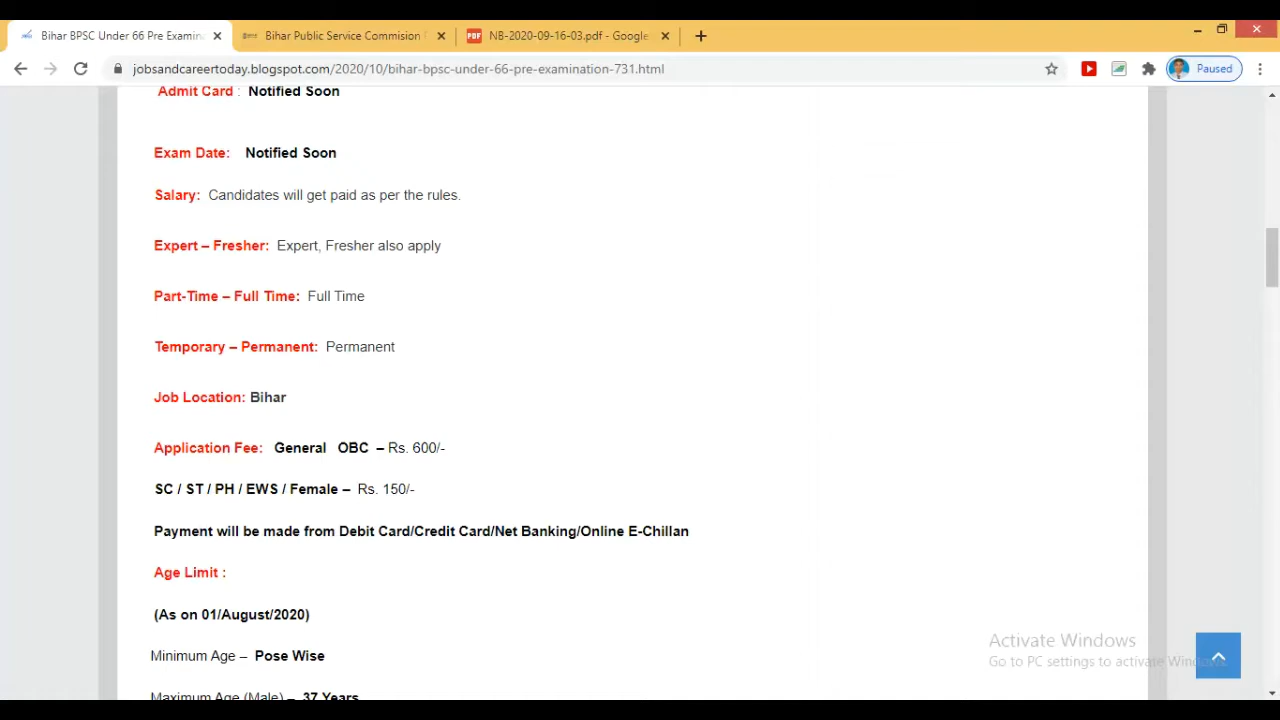 Bihar BPSC Under 66 Pre Examin
Bihar Public Service Commision
NB-2020-09-16-03.pdf - Google
jobsandcareertoday.blogspot.com/2020/10/bihar-bpsc-under-66-pre-examination-731.html
Paused
Admit Card : Notified Soon
Exam Date: Notified Soon
Salary: Candidates will get paid as per the rules.
Expert – Fresher: Expert, Fresher also apply
Part-Time – Full Time: Full Time
Temporary – Permanent: Permanent
Job Location: Bihar
Application Fee: General OBC – Rs. 600/-
SC / ST / PH / EWS / Female – Rs. 150/-
Payment will be made from Debit Card/Credit Card/Net Banking/Online E-Chillan
Age Limit :
(As on 01/August/2020)
Minimum Age – Pose Wise
Maximum Age (Male) – 37 Years
Activate Windows
Go to PC settings to activate Windows.